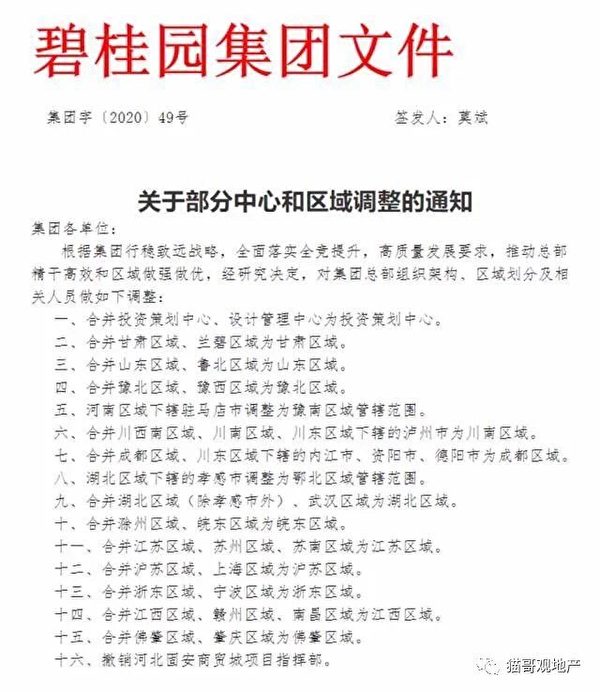 碧桂园集团文件
集团字〔2020〕49号 签发人：莫斌
关于部分中心和区域调整的通知
集团各单位：
根据集团行稳致远战略，全面落实全竞提升，高质量发展要求，推动总部
精干高效和区域做强做优，经研究决定，对集团总部组织架构、区域划分及相
关人员做如下调整：
一、合并投资策划中心、设计管理中心为投资策划中心。
二、合并甘肃区域、兰碧区域为甘肃区域。
三、合并山东区域、鲁北区域为山东区域。
四、合并豫北区域、豫西区域为豫北区域。
五、河南区域下辖驻马店市调整为豫南区域管辖范围。
六、合并川西南区域、川南区域、川东区域下辖的泸州市为川南区域。
七、合并成都区域、川东区域下辖的内江市、资阳市、德阳市为成都区域。
八、湖北区域下辖的孝感市调整为鄂北区域管辖范围。
九、合并湖北区域（除孝感市外）、武汉区域为湖北区域。
十、合并滁州区域、皖东区域为皖东区域。
十一、合并江苏区域、苏州区域、苏南区域为江苏区域。
十二、合并沪苏区域、上海区域为沪苏区域。
十三、合并浙东区域、宁波区域为浙东区域。
十四、合并江西区域、赣州区域、南昌区域为江西区域。
十五、合并佛肇区域、肇庆区域为佛肇区域。
十六、撤销河北固安商贸城项目指挥部。
猫哥观地产